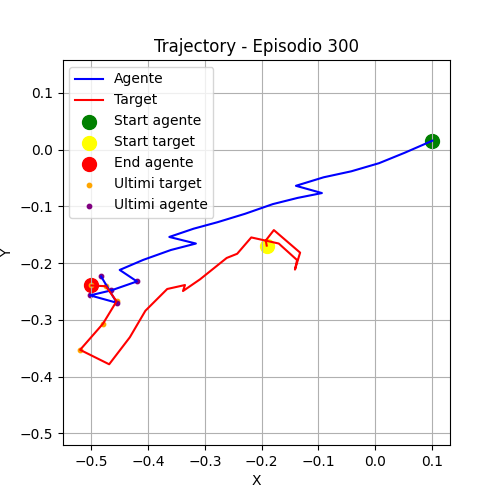 Trajectory - Episodio 300
Agente
Target
Start agente
Start target
End agente
Ultimi target
Ultimi agente
0.1
0.0
−0.1
−0.2
−0.3
−0.4
−0.5
Y
−0.5 −0.4 −0.3 −0.2 −0.1 0.0 0.1
X